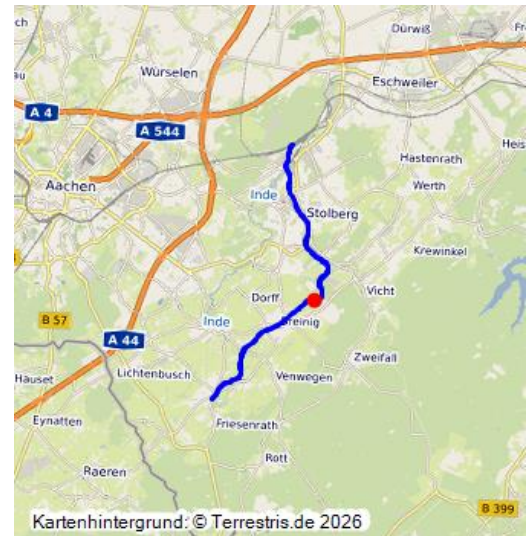 Dürwiß
Würselen
Eschweiler
A 4
A 544
Hastenrath
Aachen
Werth
Inde
Stolberg
Krewinkel
Vicht
Dorff
B 57
Inde
Breinig
A 44
Zweifall
Lichtenbusch
Hauset
Venwegen
Eynatten
Friesenrath
Rott
Raeren
B 399
Kartenhintergrund: © Terrestris.de 2026